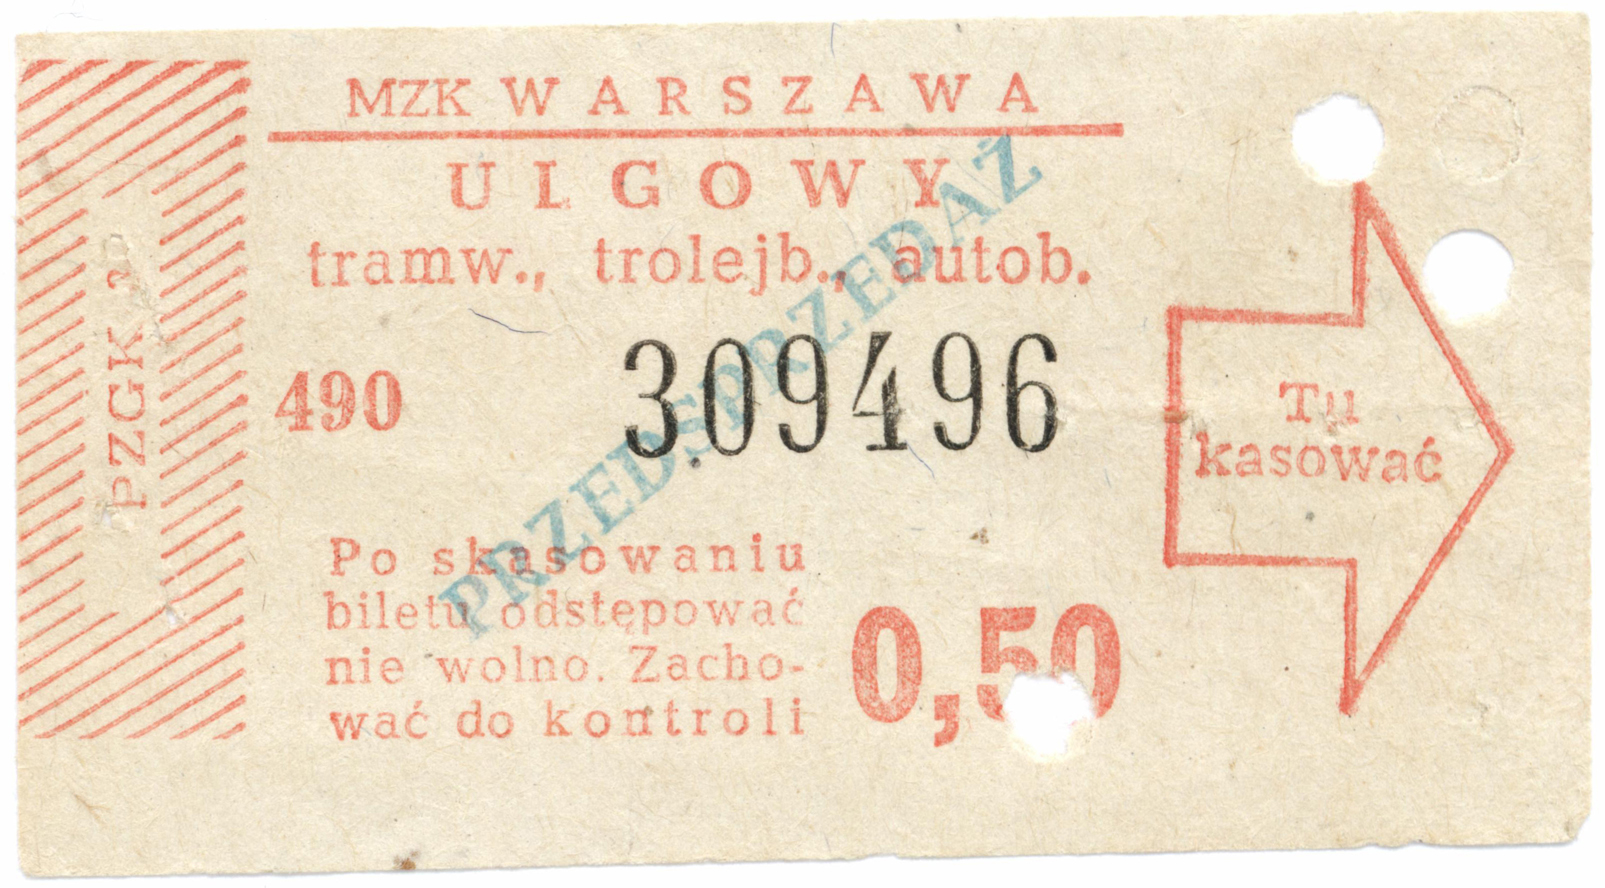 MZK WARSZAWA
ULGOWY
tramw., trolejb., autob.
490 309496
PRZEDSPRZEDAŻ
Po skasowaniu
biletu odstępować
nie wolno. Zacho-
wać do kontroli
0,50
Tu
kasować
PZGK